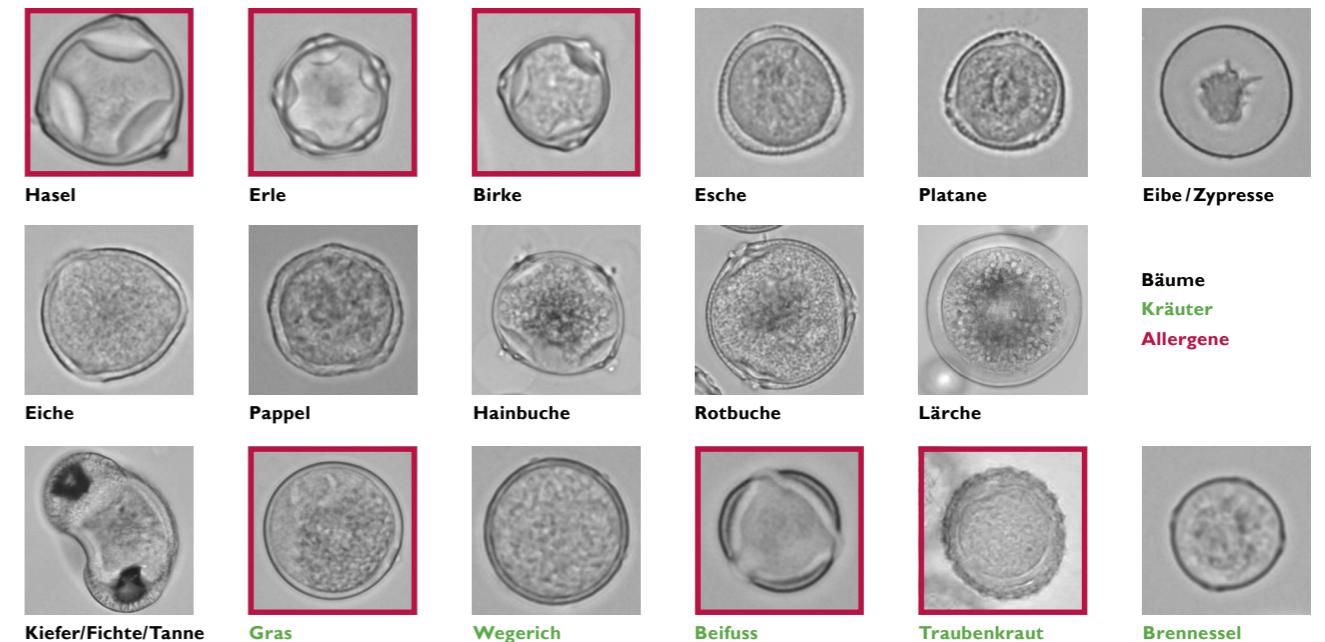 Hasel
Erle
Birke
Esche
Platane
Eibe/Zypresse
Eiche
Pappel
Hainbuche
Rotbuche
Lärche
Bäume
Kräuter
Allergene
Kiefer/Fichte/Tanne
Gras
Wegerich
Beifuss
Traubenkraut
Brennessel